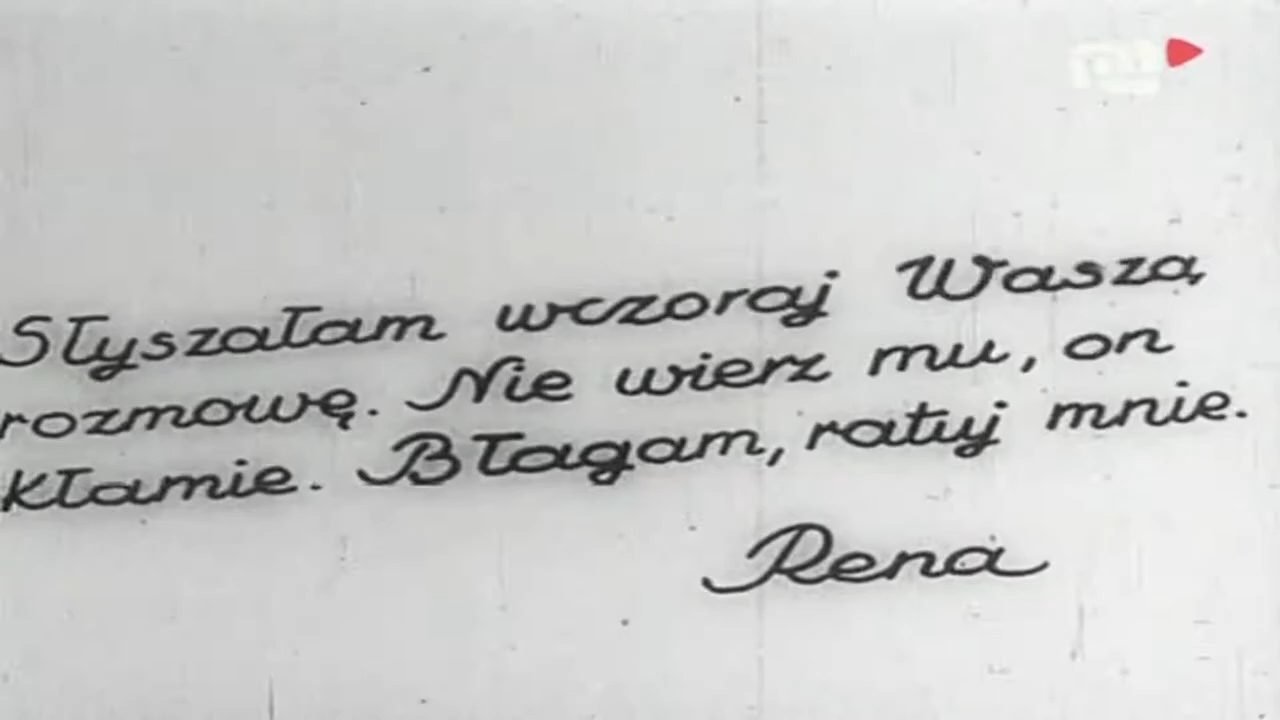 Słyszałam wczoraj Waszą
rozmowę. Nie wierz mu, on
kłamie. Błagam, ratuj mnie.
Rena